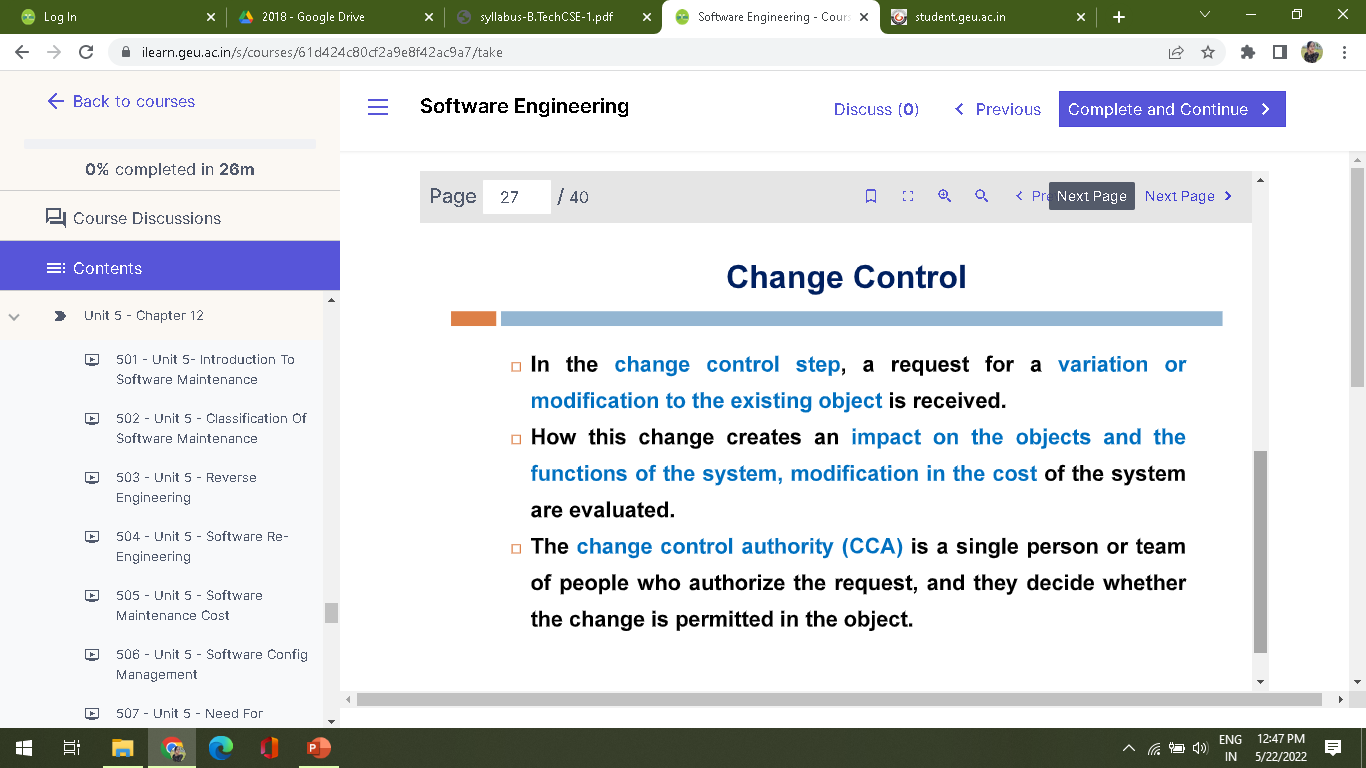 Log In
2018 - Google Drive
syllabus-B.TechCSE-1.pdf
Software Engineering - Cour
student.geu.ac.in
ilearn.geu.ac.in/s/courses/61d424c80cf2a9e8f42ac9a7/take
Back to courses
0% completed in 26m
Course Discussions
Contents
Unit 5 - Chapter 12
501 - Unit 5- Introduction To
Software Maintenance
502 - Unit 5 - Classification Of
Software Maintenance
503 - Unit 5 - Reverse
Engineering
504 - Unit 5 - Software Re-
Engineering
505 - Unit 5 - Software
Maintenance Cost
506 - Unit 5 - Software Config
Management
507 - Unit 5 - Need For
Software Engineering
Discuss (0)
Previous
Complete and Continue
Page 27 / 40
Pre
Next Page
Next Page
Change Control
In the change control step, a request for a variation or
modification to the existing object is received.
How this change creates an impact on the objects and the
functions of the system, modification in the cost of the system
are evaluated.
The change control authority (CCA) is a single person or team
of people who authorize the request, and they decide whether
the change is permitted in the object.
ENG
IN
12:47 PM
5/22/2022